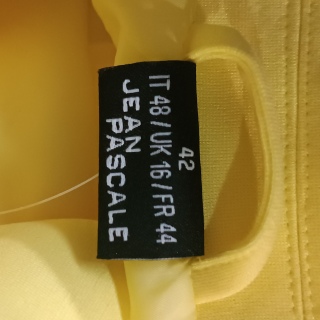 42
IT 48 / UK 16 / FR 44
JEAN
PASCALE